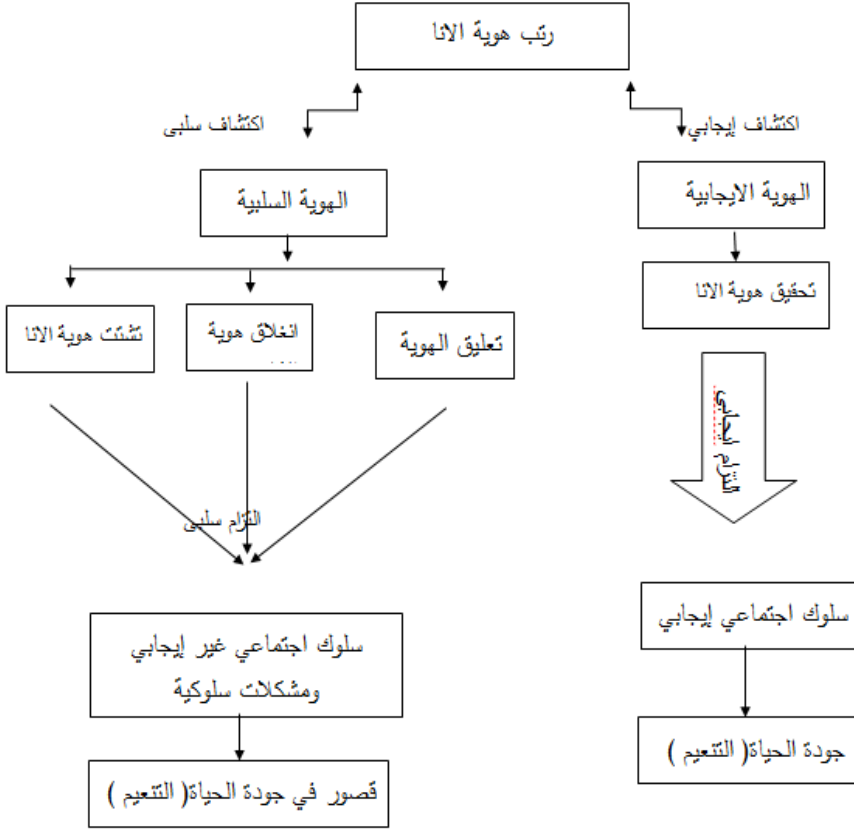 رتب هوية الانا
اكتشاف إيجابي
اكتشاف سلبى
الهوية الايجابية
الهوية السلبية
تحقيق هوية الانا
تعليق الهوية
انغلاق هوية
تشتت هوية الانا
التزام ايجابى
التزام سلبى
سلوك اجتماعي إيجابي
سلوك اجتماعي غير إيجابي
ومشكلات سلوكية
جودة الحياة( التنعيم )
قصور في جودة الحياة( التنعيم )